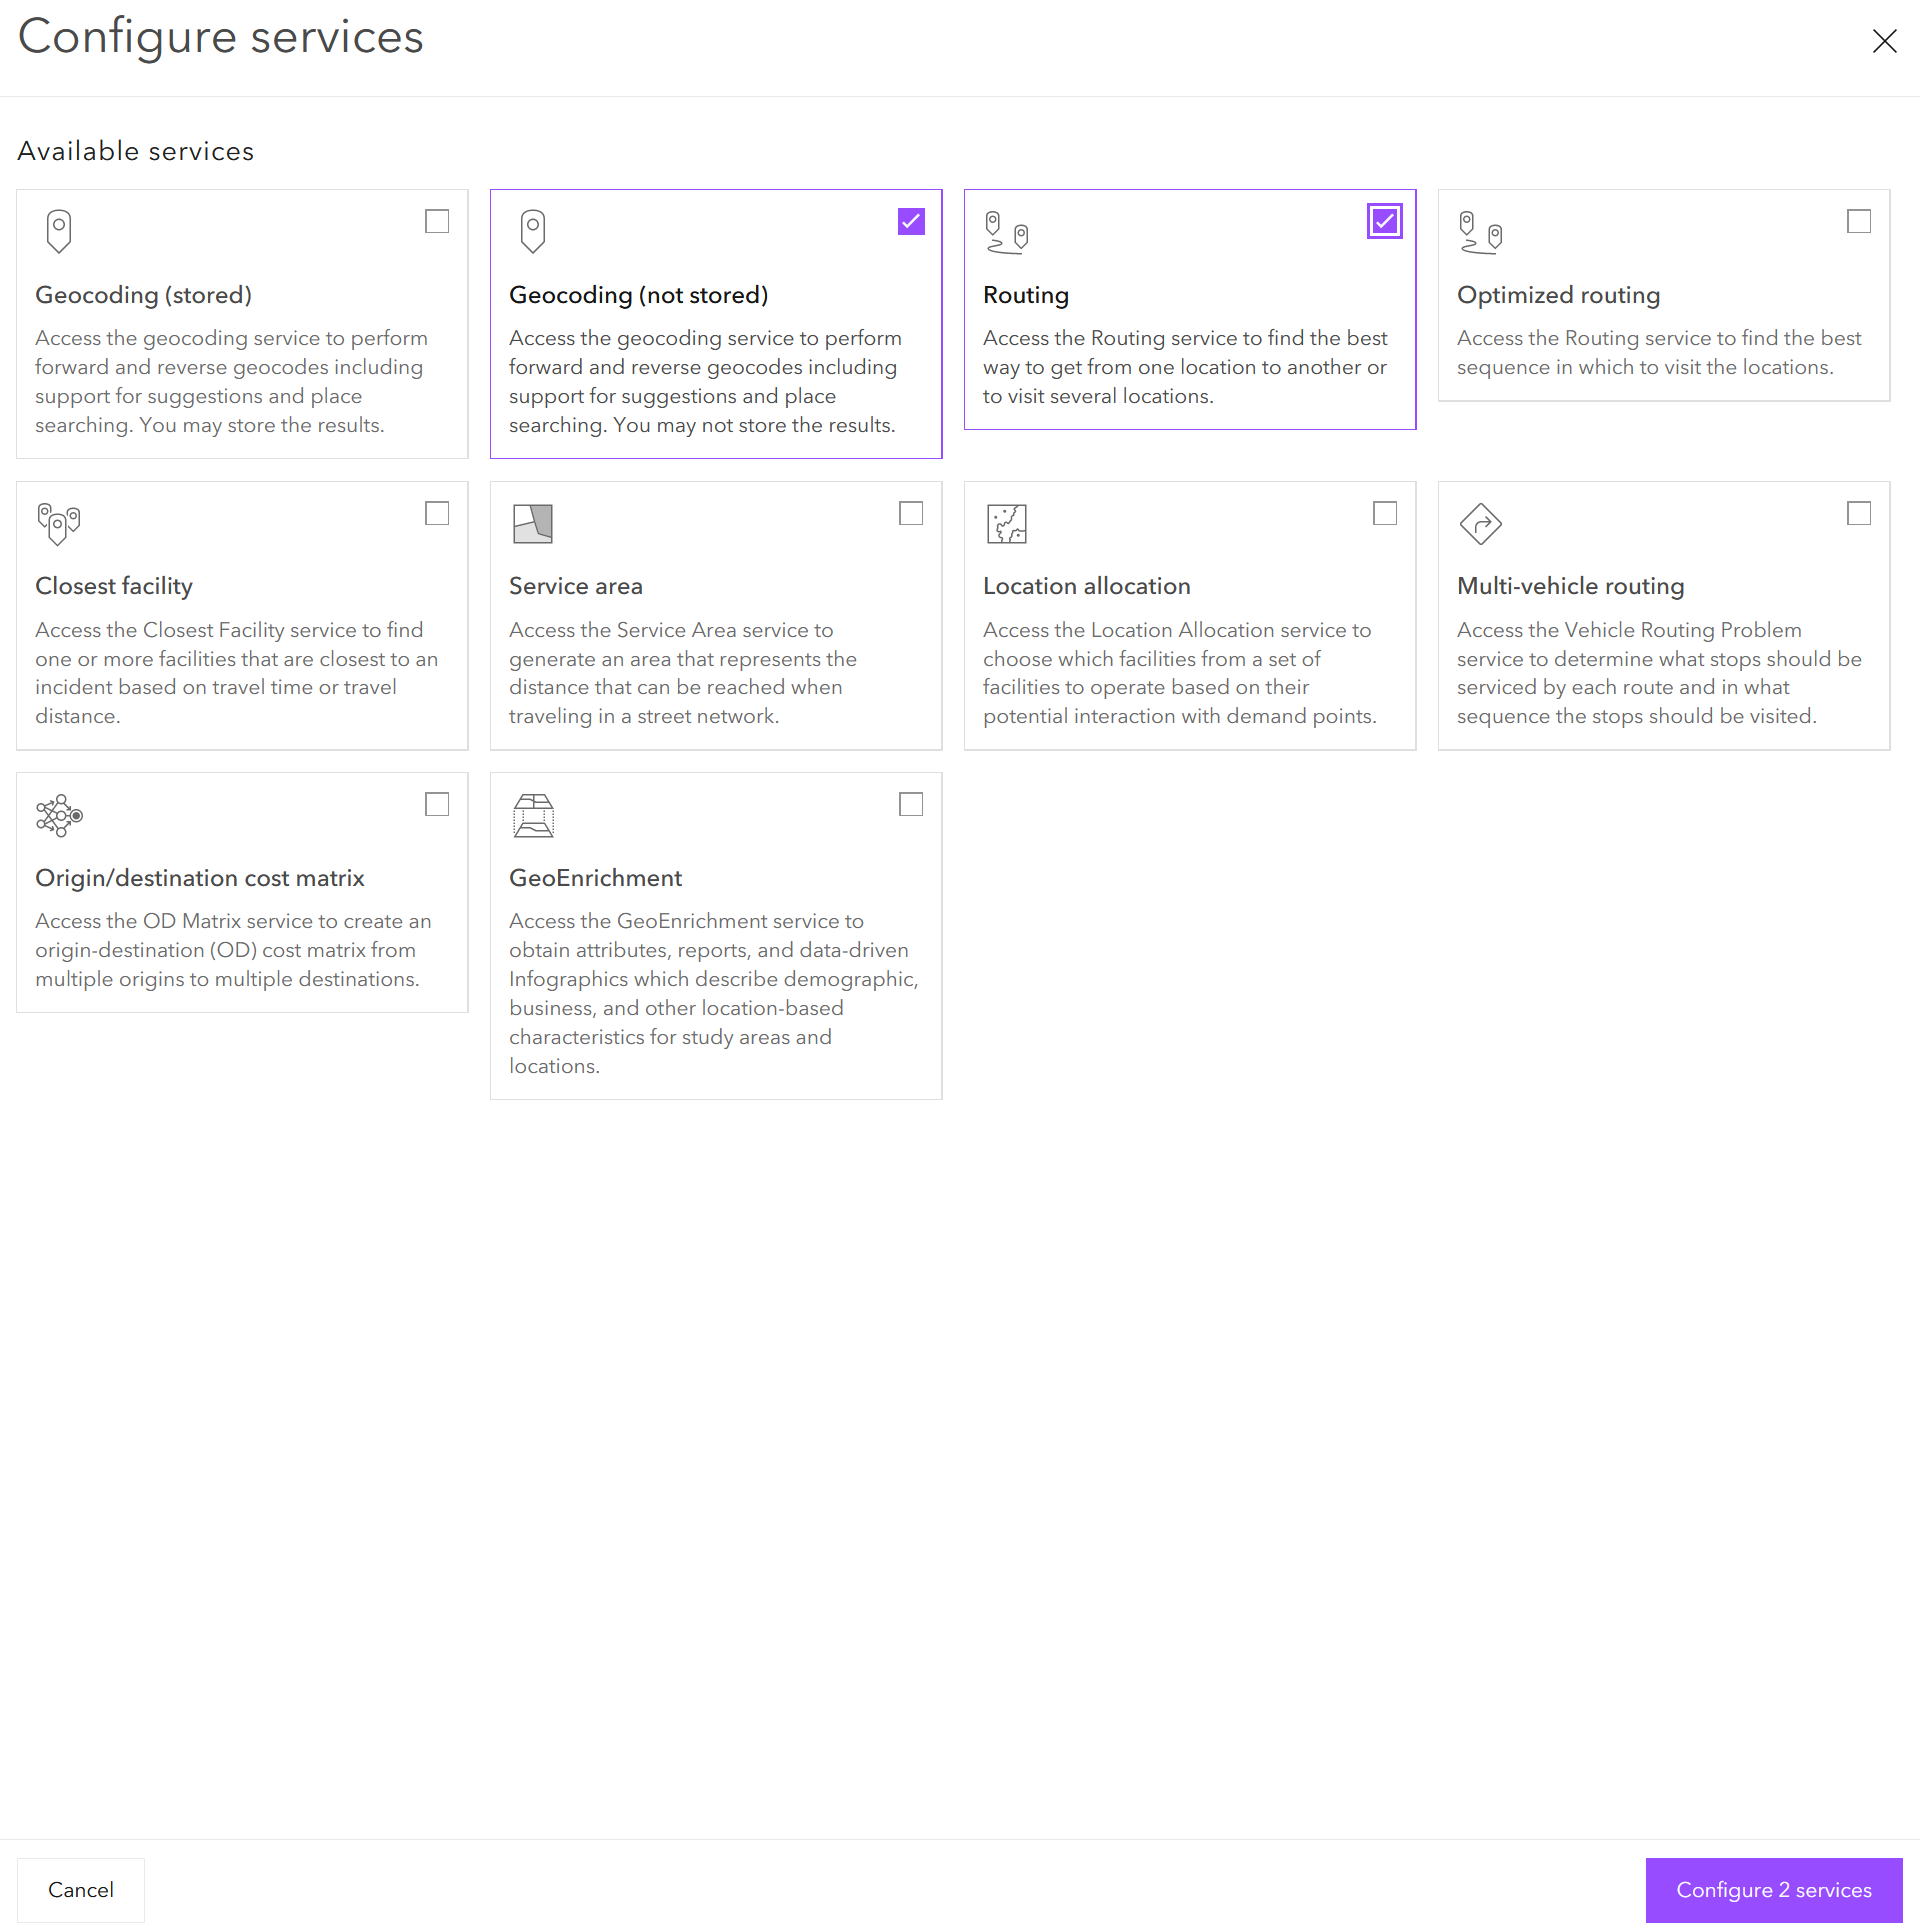 Configure services
Available services
Geocoding (stored)
Access the geocoding service to perform
forward and reverse geocodes including
support for suggestions and place
searching. You may store the results.
Geocoding (not stored)
Access the geocoding service to perform
forward and reverse geocodes including
support for suggestions and place
searching. You may not store the results.
Routing
Access the Routing service to find the best
way to get from one location to another or
to visit several locations.
Optimized routing
Access the Routing service to find the best
sequence in which to visit the locations.
Closest facility
Access the Closest Facility service to find
one or more facilities that are closest to an
incident based on travel time or travel
distance.
Service area
Access the Service Area service to
generate an area that represents the
distance that can be reached when
traveling in a street network.
Location allocation
Access the Location Allocation service to
choose which facilities from a set of
facilities to operate based on their
potential interaction with demand points.
Multi-vehicle routing
Access the Vehicle Routing Problem
service to determine what stops should be
serviced by each route and in what
sequence the stops should be visited.
Origin/destination cost matrix
Access the OD Matrix service to create an
origin-destination (OD) cost matrix from
multiple origins to multiple destinations.
GeoEnrichment
Access the GeoEnrichment service to
obtain attributes, reports, and data-driven
Infographics which describe demographic,
business, and other location-based
characteristics for study areas and
locations.
Cancel
Configure 2 services